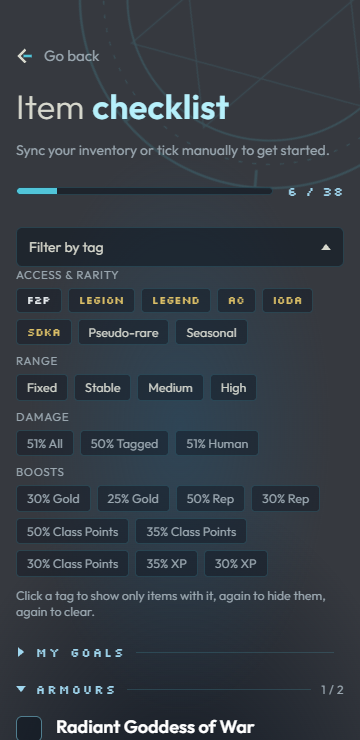 Go back
Item checklist
Sync your inventory or tick manually to get started.
6 / 38
Filter by tag
ACCESS & RARITY
F2P LEGION LEGEND AC IODA
SDKA Pseudo-rare Seasonal
RANGE
Fixed Stable Medium High
DAMAGE
51% All 50% Tagged 51% Human
BOOSTS
30% Gold 25% Gold 50% Rep 30% Rep
50% Class Points 35% Class Points
30% Class Points 35% XP 30% XP
Click a tag to show only items with it, again to hide them,
again to clear.
MY GOALS
ARMOURS 1/2
Radiant Goddess of War